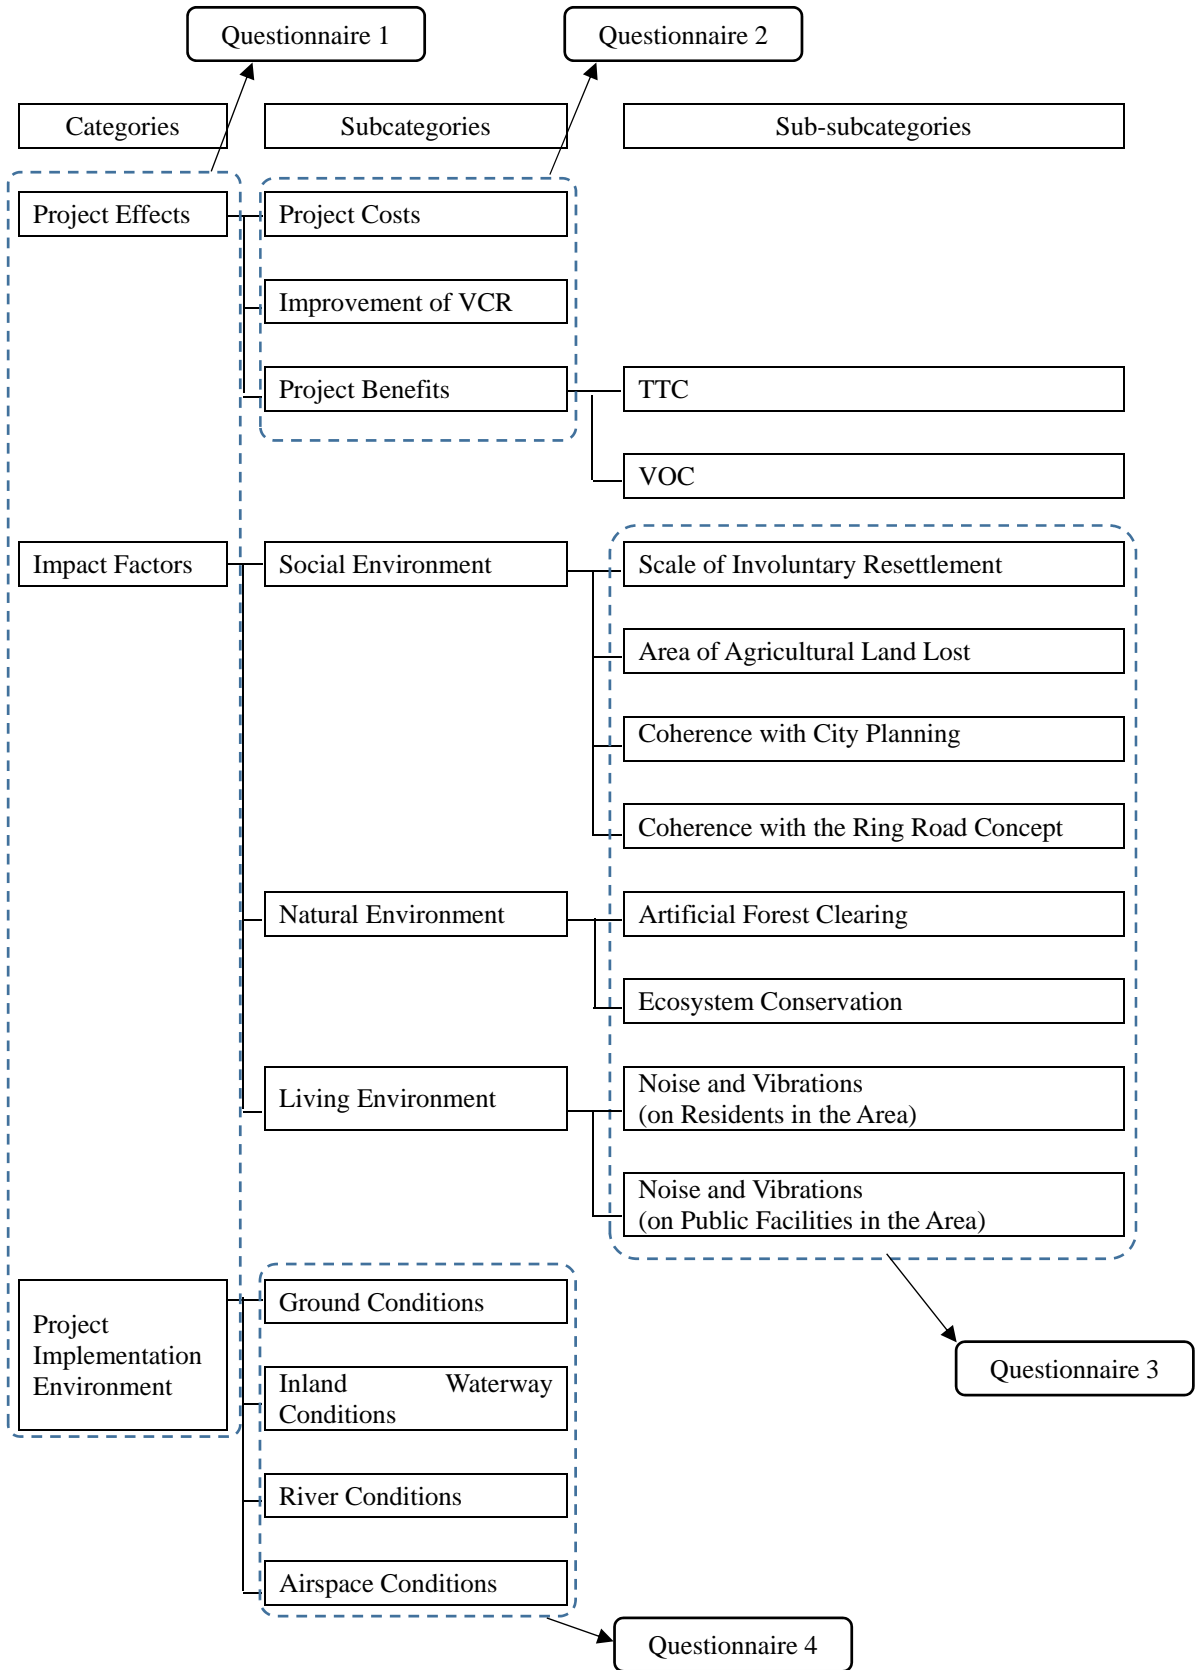 Questionnaire 1
Questionnaire 2
Categories
Subcategories
Sub-subcategories
Project Effects
Project Costs
Improvement of VCR
Project Benefits
TTC
VOC
Impact Factors
Social Environment
Scale of Involuntary Resettlement
Area of Agricultural Land Lost
Coherence with City Planning
Coherence with the Ring Road Concept
Natural Environment
Artificial Forest Clearing
Ecosystem Conservation
Living Environment
Noise and Vibrations
(on Residents in the Area)
Noise and Vibrations
(on Public Facilities in the Area)
Project
Implementation
Environment
Ground Conditions
Inland Waterway
Conditions
River Conditions
Airspace Conditions
Questionnaire 3
Questionnaire 4